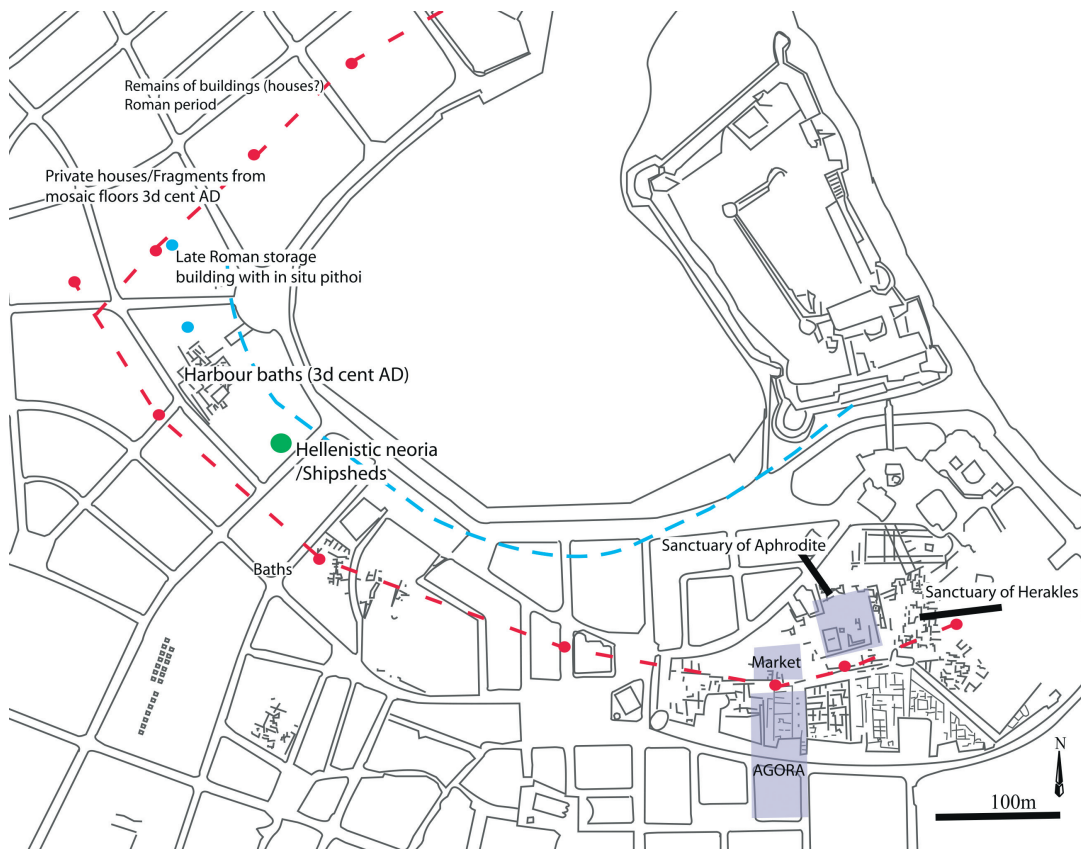 Remains of buildings (houses?)
Roman period
Private houses/Fragments from
mosaic floors 3d cent AD
Late Roman storage
building with in situ pithoi
Harbour baths (3d cent AD)
Hellenistic neoria
/Shipsheds
Baths
Sanctuary of Aphrodite
Sanctuary of Herakles
Market
AGORA
N
100m